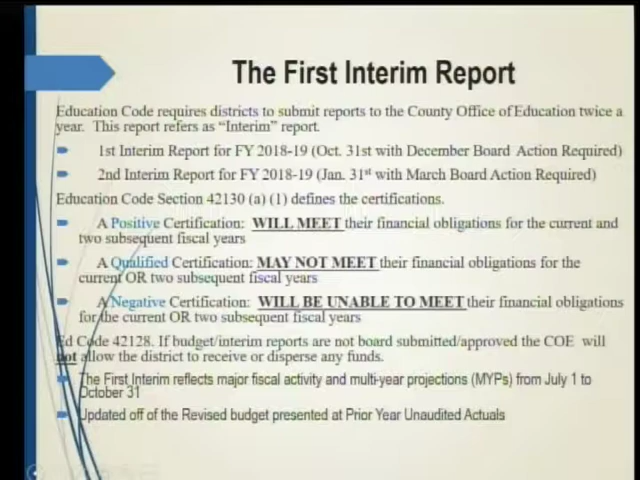 The First Interim Report
Education Code requires districts to submit reports to the County Office of Education twice a
year. This report refers as "Interim" report.
1st Interim Report for FY 2018-19 (Oct. 31st with December Board Action Required)
2nd Interim Report for FY 2018-19 (Jan. 31st with March Board Action Required)
Education Code Section 42130 (a) (1) defines the certifications.
A Positive Certification: WILL MEET their financial obligations for the current and
two subsequent fiscal years
A Qualified Certification: MAY NOT MEET their financial obligations for the
current OR two subsequent fiscal years
A Negative Certification: WILL BE UNABLE TO MEET their financial obligations
for the current OR two subsequent fiscal years
Ed Code 42128. If budget/interim reports are not board submitted/approved the COE will
not allow the district to receive or disperse any funds.
The First Interim reflects major fiscal activity and multi-year projections (MYPs) from July 1 to
October 31
Updated off of the Revised budget presented at Prior Year Unaudited Actuals